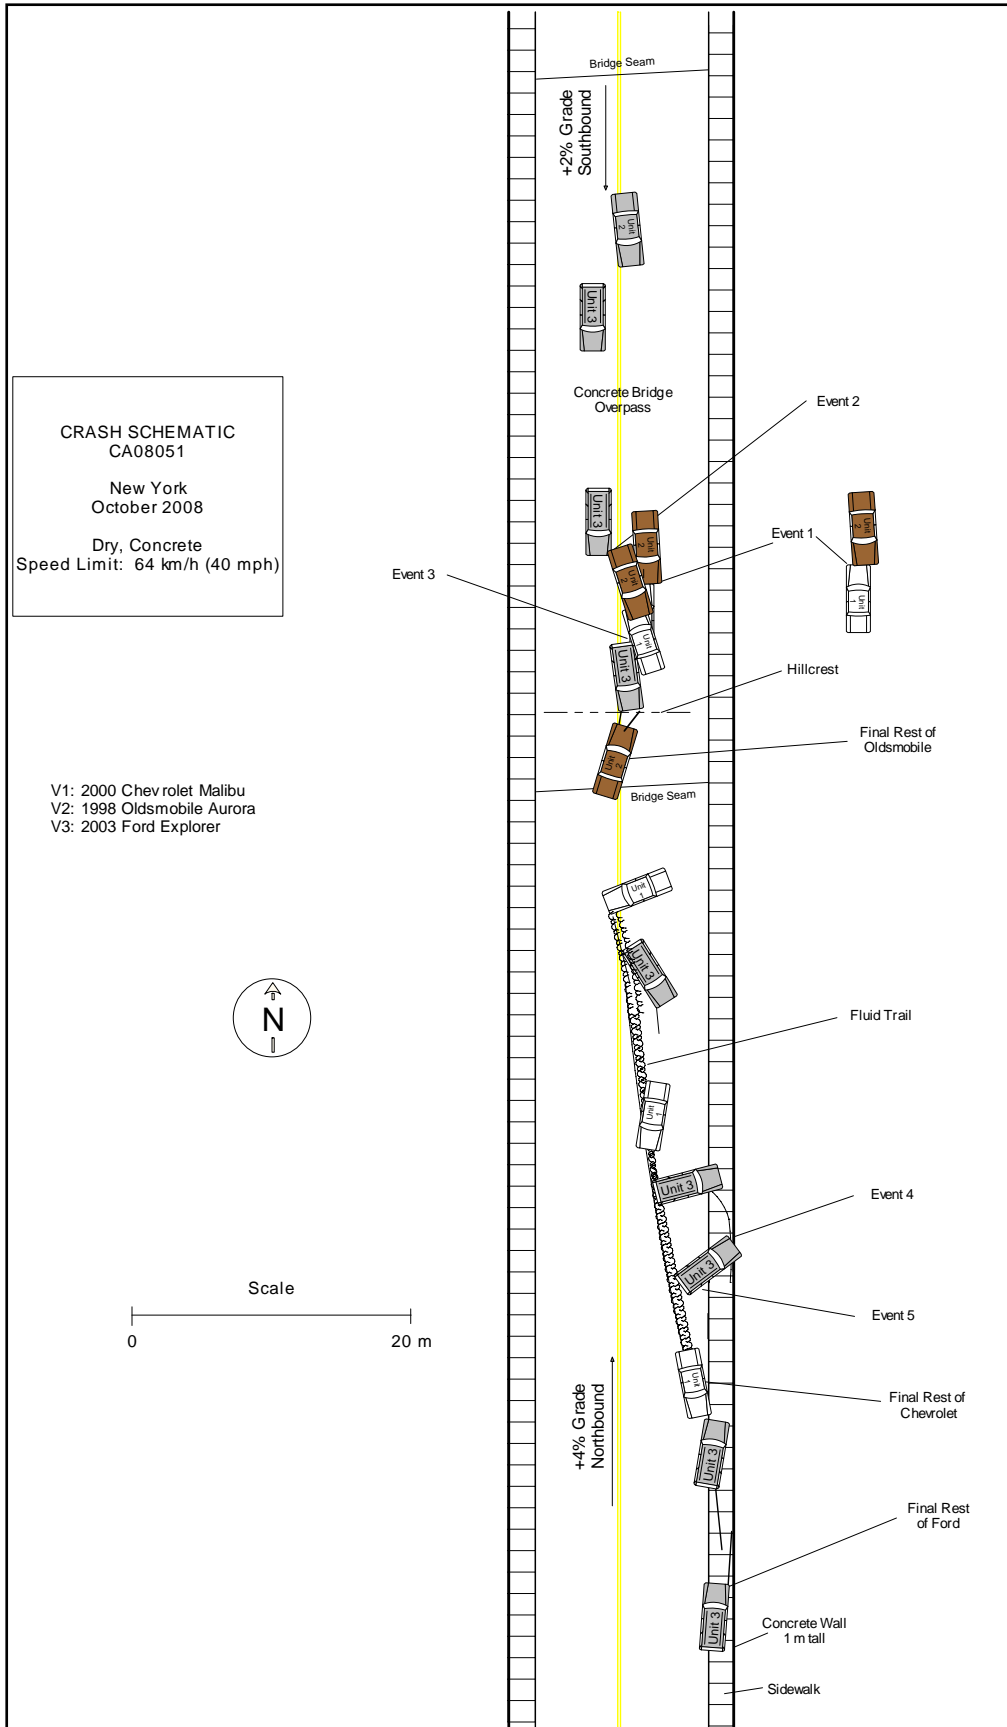 Bridge Seam
+2% Grade
Southbound
Unit 2
Unit 3
Concrete Bridge
Overpass
CRASH SCHEMATIC
CA08051
New York
October 2008
Dry, Concrete
Speed Limit: 64 km/h (40 mph)
Event 2
Unit 3
Unit 2
Unit 2
Event 1
Unit 2
Unit 1
Event 3
Unit 1
Unit 3
Hillcrest
Final Rest of
Oldsmobile
Unit 2
V1: 2000 Chevrolet Malibu
V2: 1998 Oldsmobile Aurora
V3: 2003 Ford Explorer
Bridge Seam
Unit 1
Unit 3
N
Fluid Trail
Unit 1
Unit 3
Event 4
Unit 3
Scale
0
20 m
Event 5
Unit 1
Final Rest of
Chevrolet
+4% Grade
Northbound
Unit 3
Final Rest
of Ford
Unit 3
Concrete Wall
1 m tall
Sidewalk